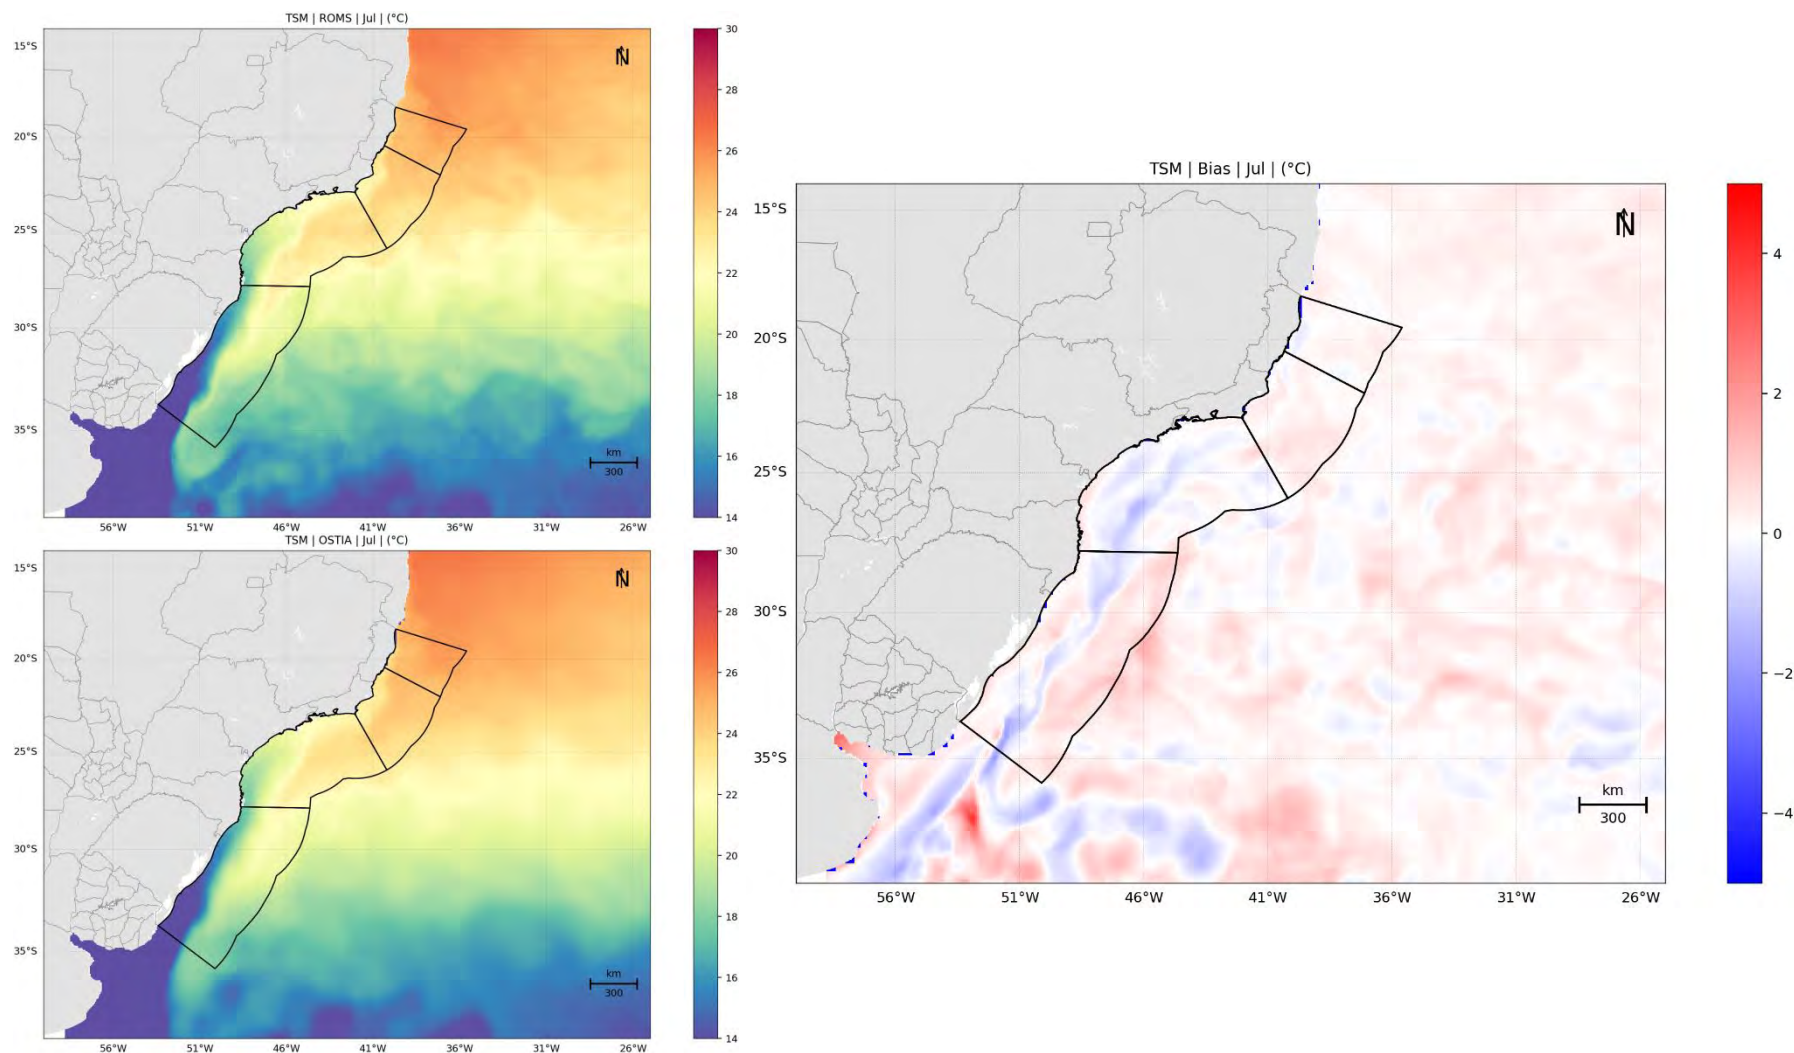 TSM | ROMS | Jul | (°C)
15°S
20°S
25°S
30°S
35°S
56°W 51°W 46°W 41°W 36°W 31°W 26°W
N
km
300
30
28
26
24
22
20
18
16
14
TSM | OSTIA | Jul | (°C)
15°S
20°S
25°S
30°S
35°S
56°W 51°W 46°W 41°W 36°W 31°W 26°W
N
km
300
30
28
26
24
22
20
18
16
14
TSM | Bias | Jul | (°C)
15°S
20°S
25°S
30°S
35°S
56°W 51°W 46°W 41°W 36°W 31°W 26°W
N
km
300
4
2
0
−2
−4